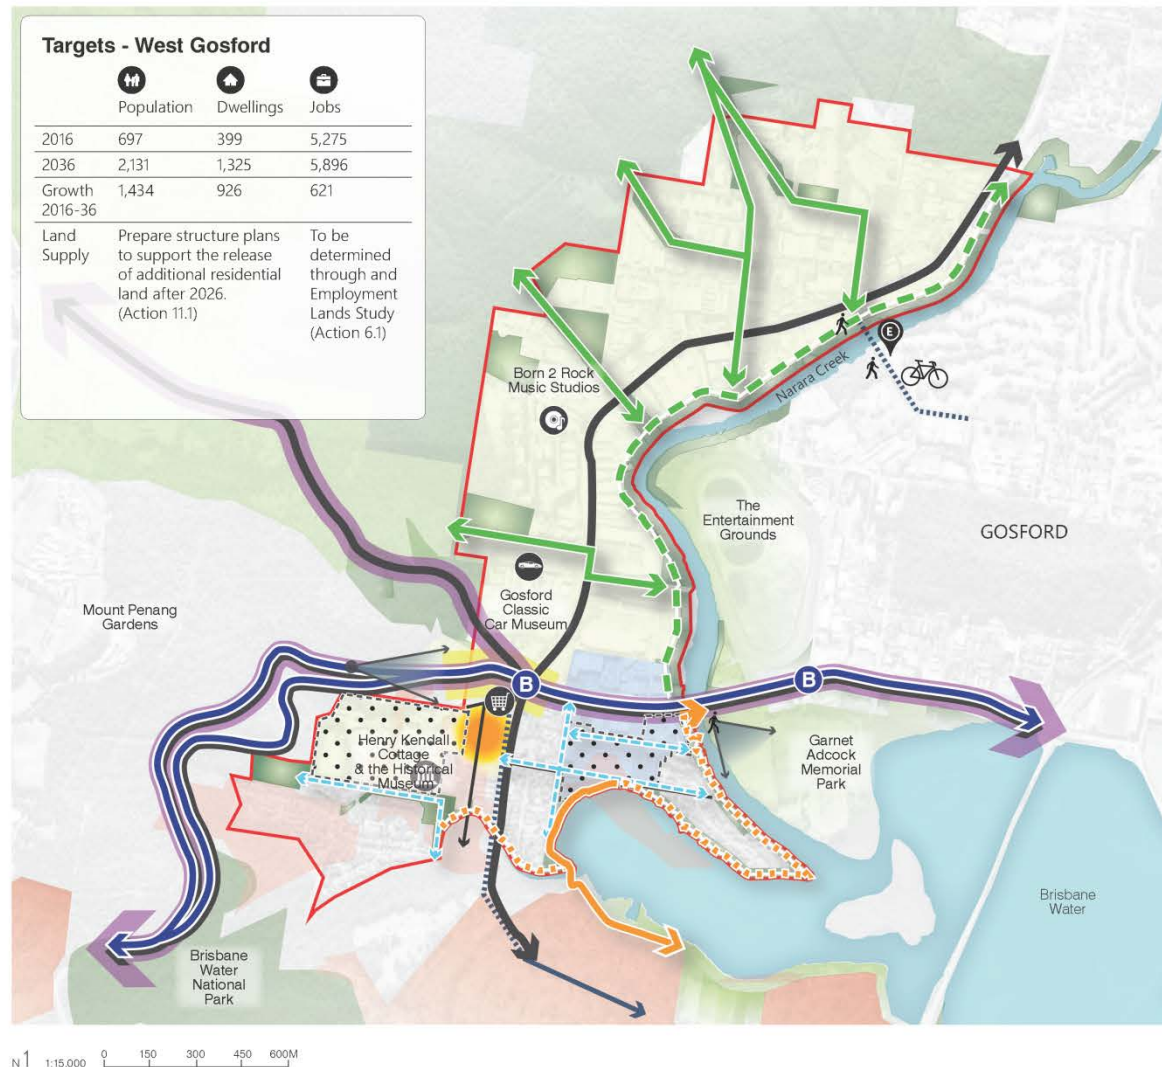 Targets - West Gosford
Population Dwellings Jobs
2016 697 399 5,275
2036 2,131 1,325 5,896
Growth 1,434 926 621
2016-36
Land Prepare structure plans To be
Supply to support the release determined
of additional residential through and
land after 2026. Employment
(Action 11.1) Lands Study
(Action 6.1)
Born 2 Rock
Music Studios
E
Narara Creek
The
Entertainment
Grounds
GOSFORD
Gosford
Classic
Car Museum
Mount Penang
Gardens
B
B
Henry Kendall
Cottage
& the Historical
Museum
Garnet
Adcock
Memorial
Park
Brisbane
Water
Brisbane
Water
National
Park
N 1:15.000 0 150 300 450 600M